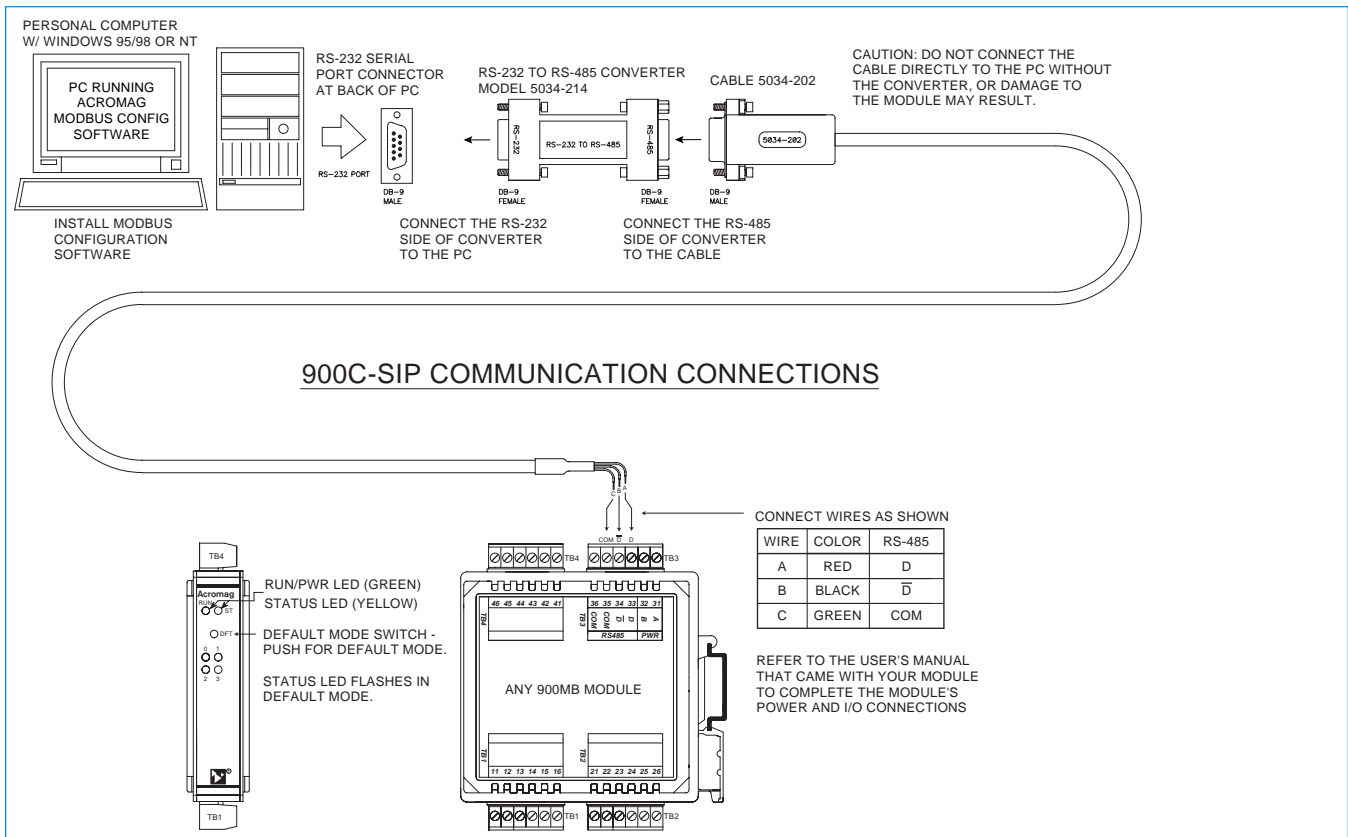 PERSONAL COMPUTER
W/ WINDOWS 95/98 OR NT
PC RUNNING
ACROMAG
MODBUS CONFIG
SOFTWARE
INSTALL MODBUS
CONFIGURATION
SOFTWARE
RS-232 SERIAL
PORT CONNECTOR
AT BACK OF PC
RS-232 PORT
DB-9
MALE
RS-232 TO RS-485 CONVERTER
MODEL 5034-214
RS-232
RS-232 TO RS-485
RS-485
DB-9
FEMALE
DB-9
FEMALE
CONNECT THE RS-232
SIDE OF CONVERTER
TO THE PC
CONNECT THE RS-485
SIDE OF CONVERTER
TO THE CABLE
CABLE 5034-202
5034-202
DB-9
MALE
CAUTION: DO NOT CONNECT THE
CABLE DIRECTLY TO THE PC WITHOUT
THE CONVERTER, OR DAMAGE TO
THE MODULE MAY RESULT.
900C-SIP COMMUNICATION CONNECTIONS
C B A
COM D̅ D
TB4
TB3
46 45 44 43 42 41
36 35 34 33 32 31
TB4
TB3
COM COM D̅ D B A
RS485 PWR
ANY 900MB MODULE
TB1
TB2
11 12 13 14 15 16
21 22 23 24 25 26
TB1
TB2
TB4
Acromag
RUN ST
DFT
0 1
2 3
®
TB1
RUN/PWR LED (GREEN)
STATUS LED (YELLOW)
DEFAULT MODE SWITCH -
PUSH FOR DEFAULT MODE.
STATUS LED FLASHES IN
DEFAULT MODE.
CONNECT WIRES AS SHOWN
WIRE COLOR RS-485
A RED D
B BLACK D̅
C GREEN COM
REFER TO THE USER'S MANUAL
THAT CAME WITH YOUR MODULE
TO COMPLETE THE MODULE'S
POWER AND I/O CONNECTIONS